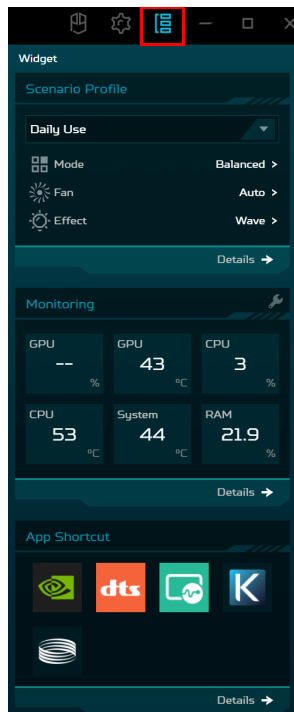 Widget
Scenario Profile
Daily Use
Mode Balanced >
Fan Auto >
Effect Wave >
Details →
Monitoring
GPU GPU CPU
-- 43 3
% °C %
CPU System RAM
53 44 21.9
°C °C %
Details →
App Shortcut
dts K
Details →